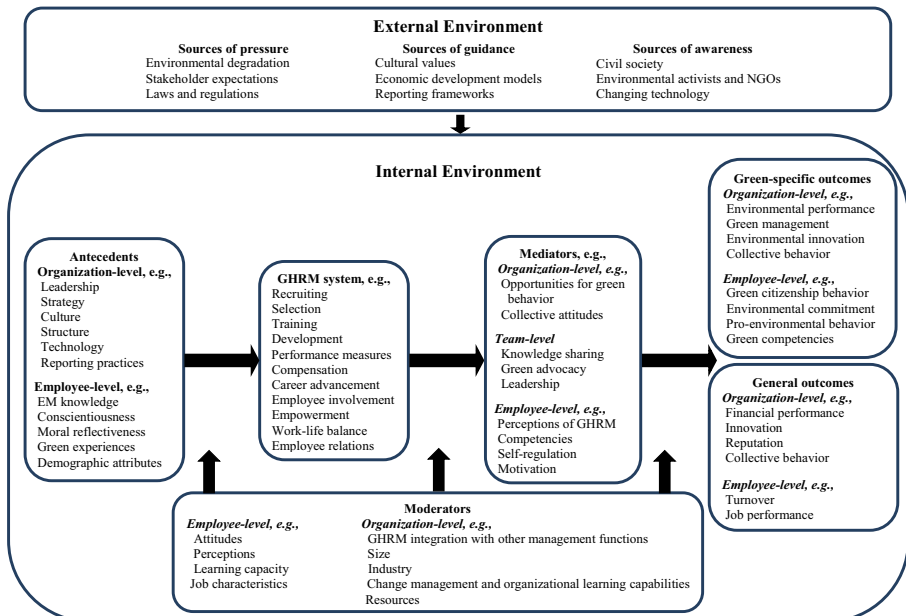 External Environment
Sources of pressure
Environmental degradation
Stakeholder expectations
Laws and regulations
Sources of guidance
Cultural values
Economic development models
Reporting frameworks
Sources of awareness
Civil society
Environmental activists and NGOs
Changing technology
Internal Environment
Antecedents
Organization-level, e.g.,
Leadership
Strategy
Culture
Structure
Technology
Reporting practices
Employee-level, e.g.,
EM knowledge
Conscientiousness
Moral reflectiveness
Green experiences
Demographic attributes
GHRM system, e.g.,
Recruiting
Selection
Training
Development
Performance measures
Compensation
Career advancement
Employee involvement
Empowerment
Work-life balance
Employee relations
Mediators, e.g.,
Organization-level, e.g.,
Opportunities for green
behavior
Collective attitudes
Team-level
Knowledge sharing
Green advocacy
Leadership
Employee-level, e.g.,
Perceptions of GHRM
Competencies
Self-regulation
Motivation
Green-specific outcomes
Organization-level, e.g.,
Environmental performance
Green management
Environmental innovation
Collective behavior
Employee-level, e.g.,
Green citizenship behavior
Environmental commitment
Pro-environmental behavior
Green competencies
General outcomes
Organization-level, e.g.,
Financial performance
Innovation
Reputation
Collective behavior
Employee-level, e.g.,
Turnover
Job performance
Moderators
Employee-level, e.g.,
Attitudes
Perceptions
Learning capacity
Job characteristics
Organization-level, e.g.,
GHRM integration with other management functions
Size
Industry
Change management and organizational learning capabilities
Resources